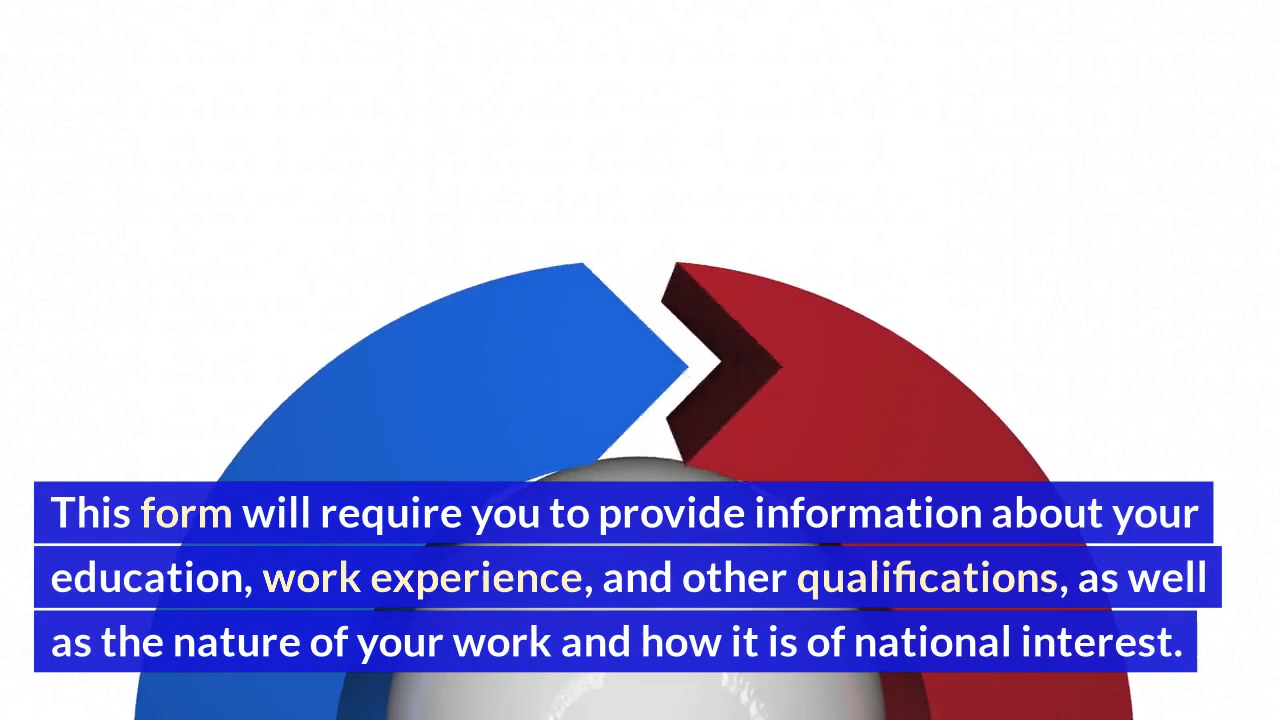 This form will require you to provide information about your
education, work experience, and other qualifications, as well
as the nature of your work and how it is of national interest.